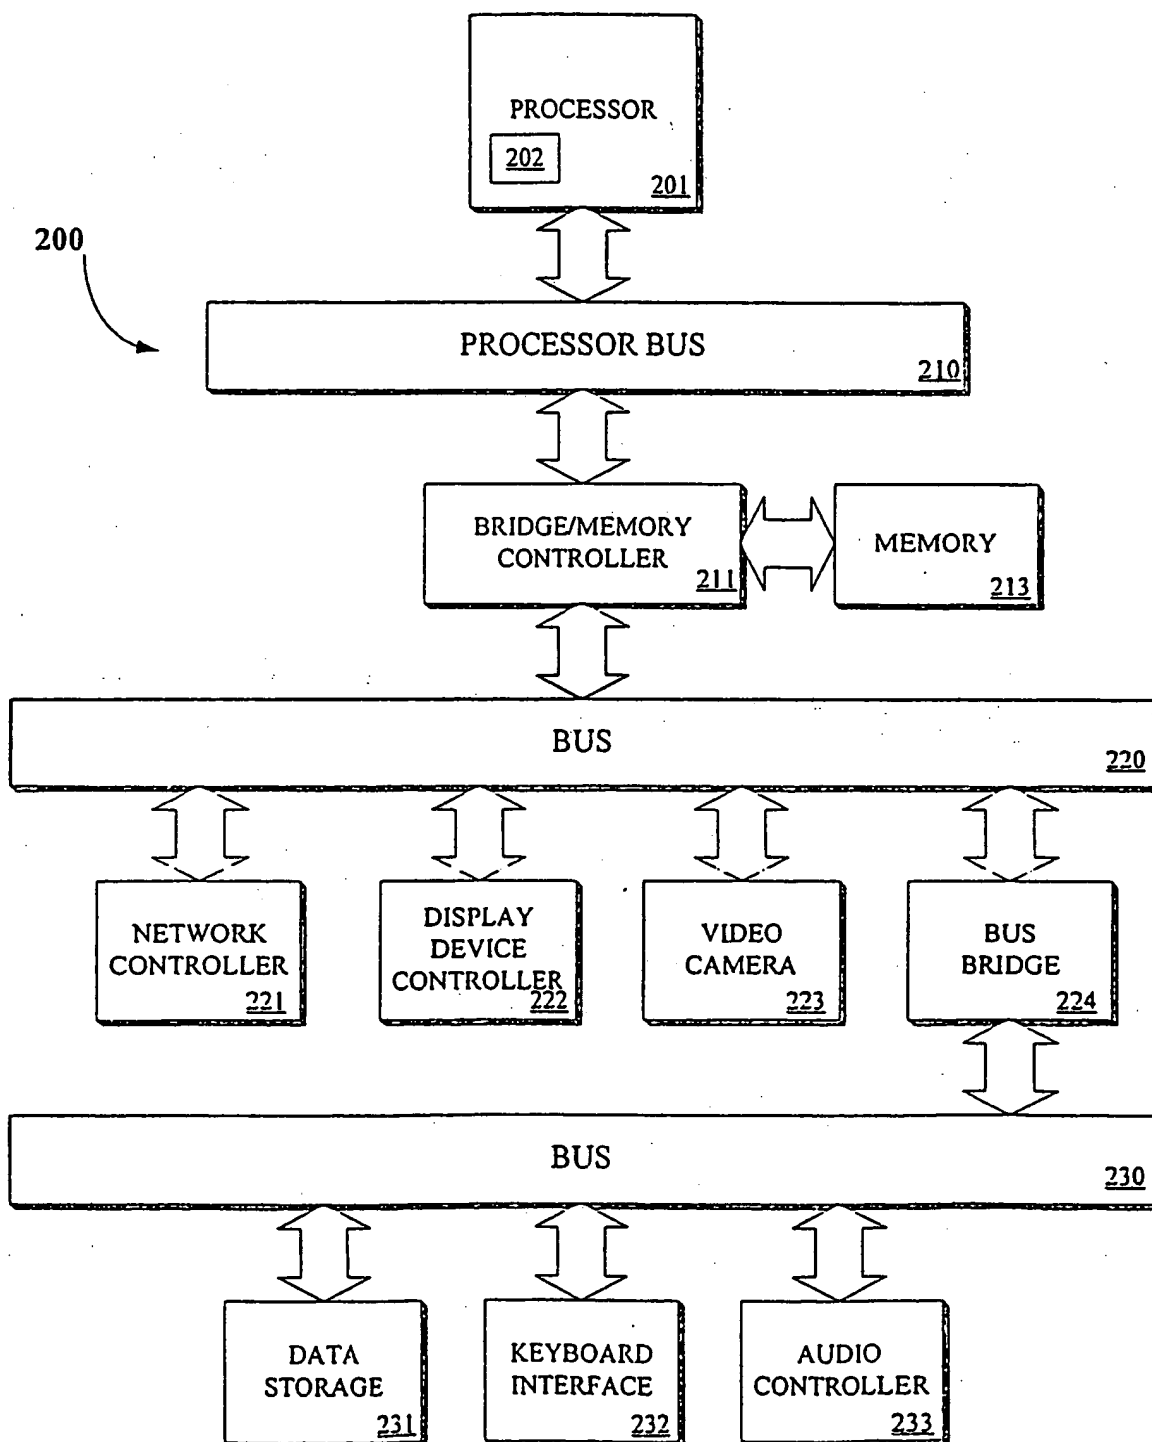 PROCESSOR
202
201
200
PROCESSOR BUS
210
BRIDGE/MEMORY
CONTROLLER
211
MEMORY
213
BUS
220
NETWORK
CONTROLLER
221
DISPLAY
DEVICE
CONTROLLER
222
VIDEO
CAMERA
223
BUS
BRIDGE
224
BUS
230
DATA
STORAGE
231
KEYBOARD
INTERFACE
232
AUDIO
CONTROLLER
233